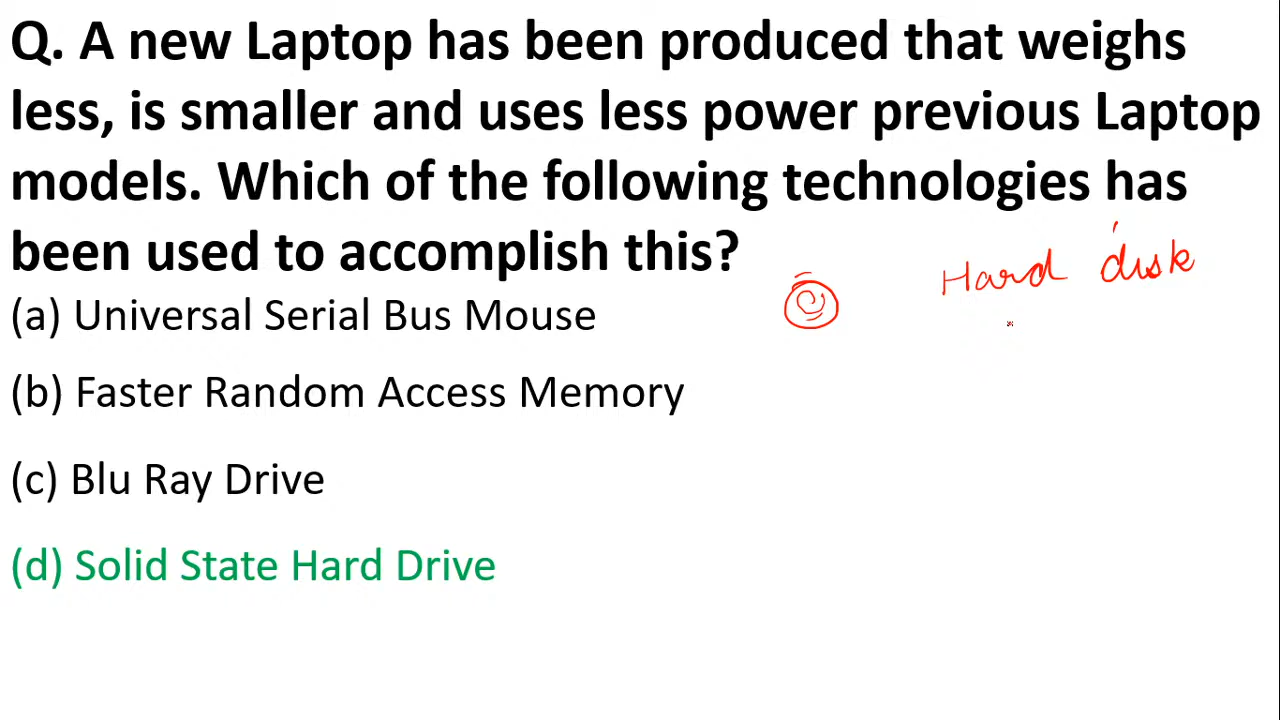 Q. A new Laptop has been produced that weighs
less, is smaller and uses less power previous Laptop
models. Which of the following technologies has
been used to accomplish this?
Hard disk
(a) Universal Serial Bus Mouse
(b) Faster Random Access Memory
(c) Blu Ray Drive
(d) Solid State Hard Drive